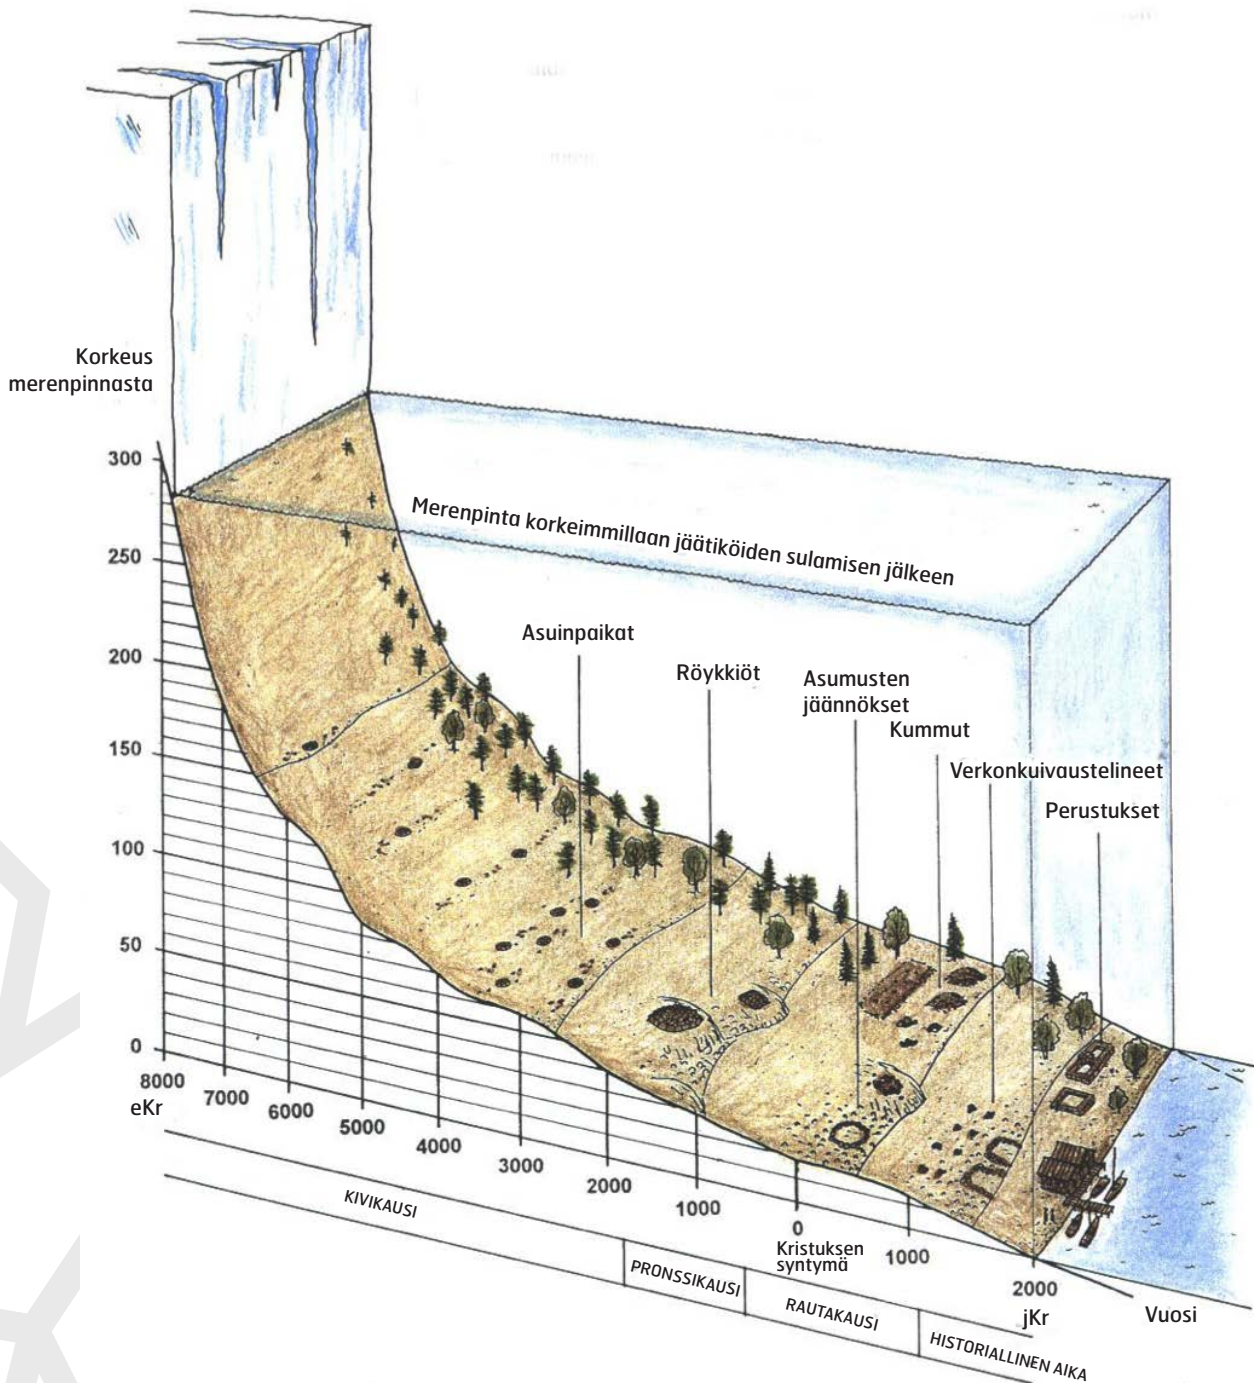 Korkeus
merenpinnasta
300
250
200
150
100
50
0
Merenpinta korkeimmillaan jäätiköiden sulamisen jälkeen
Asuinpaikat
Röykkiöt
Asumusten
jäännökset
Kummut
Verkonkuivaustelineet
Perustukset
8000
eKr
7000
6000
5000
4000
3000
2000
1000
0
Kristuksen
syntymä
1000
2000
jKr
Vuosi
KIVIKAUSI
PRONSSIKAUSI
RAUTAKAUSI
HISTORIALLINEN AIKA